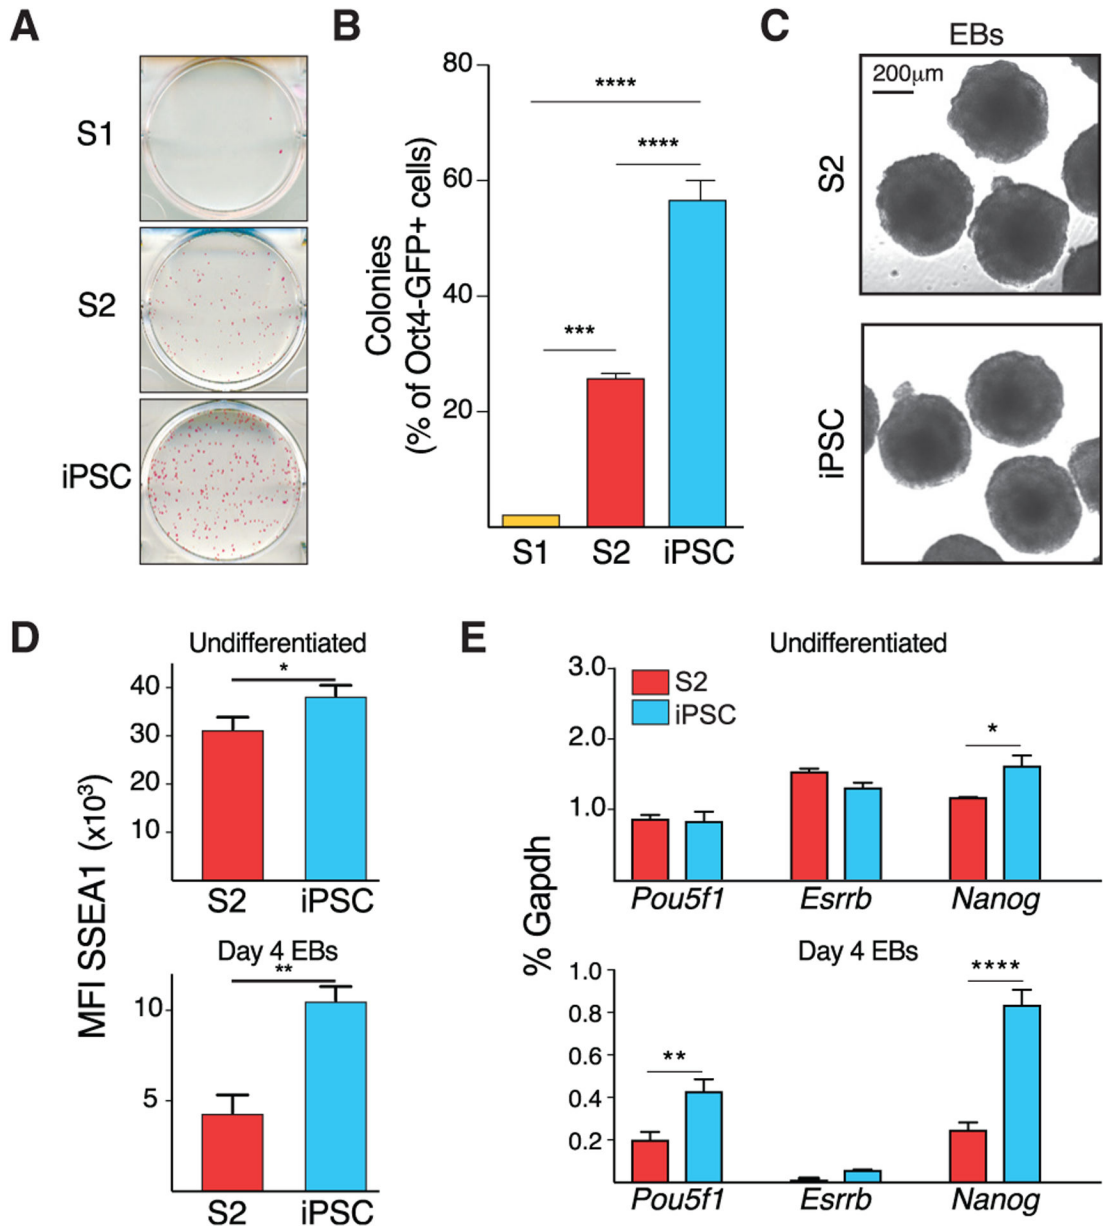 A
S1
S2
iPSC
B
Colonies
(% of Oct4-GFP+ cells)
80
60
40
20
****
****
***
S1 S2 iPSC
C
EBs
200μm
S2
iPSC
D
MFI SSEA1 (x10³)
Undifferentiated
*
40
30
20
10
S2 iPSC
Day 4 EBs
**
10
5
S2 iPSC
E
% Gapdh
Undifferentiated
3.0
2.0
1.0
S2
iPSC
*
Pou5f1 Esrrb Nanog
Day 4 EBs
1.0
0.8
0.6
0.4
0.2
**
****
Pou5f1 Esrrb Nanog